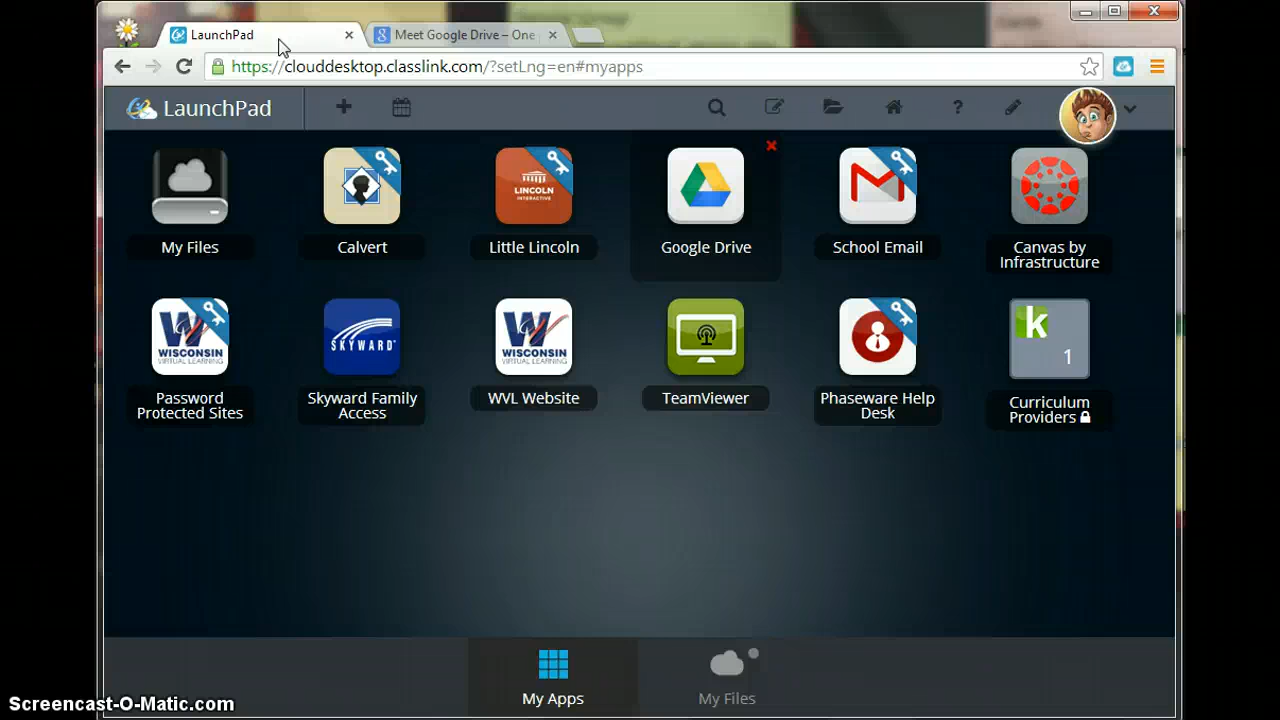 LaunchPad
Meet Google Drive – One
https://clouddesktop.classlink.com/?setLng=en#myapps
LaunchPad
LINCOLN
INTERACTIVE
My Files
Calvert
Little Lincoln
Google Drive
School Email
Canvas by
Infrastructure
WISCONSIN
VIRTUAL LEARNING
SKYWARD
WISCONSIN
VIRTUAL LEARNING
k
1
Password
Protected Sites
Skyward Family
Access
WVL Website
TeamViewer
Phaseware Help
Desk
Curriculum
Providers
My Apps
My Files
Screencast-O-Matic.com